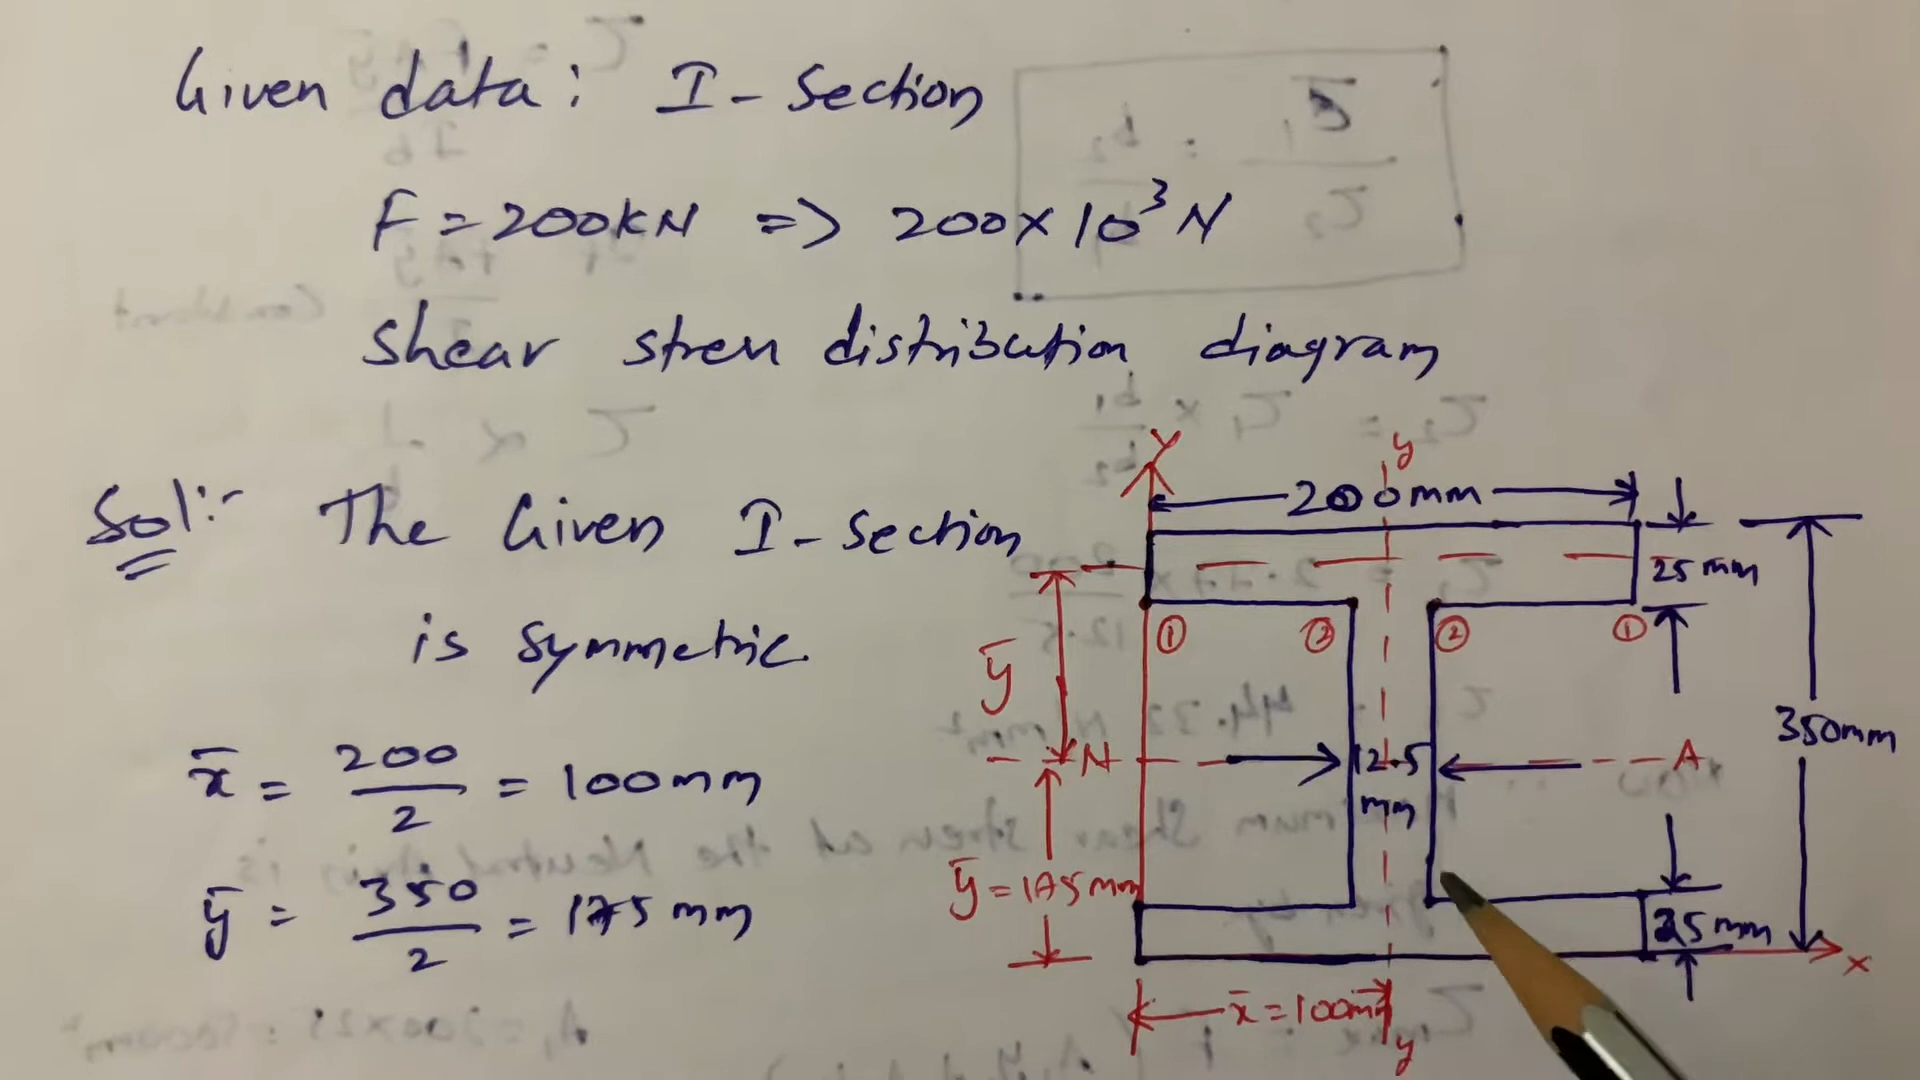 Given data: I-Section
F = 200KN => 200×10³ N
shear stress distribution diagram
Sol:- The Given I-section
is symmetric.
x̄ = 200/2 = 100mm
ȳ = 350/2 = 175 mm
Y
y
200mm
25 mm
ȳ
① ② ② ①
350mm
N 12.5 A
mm
ȳ = 175 mm
25 mm
x
x̄ = 100mm
y